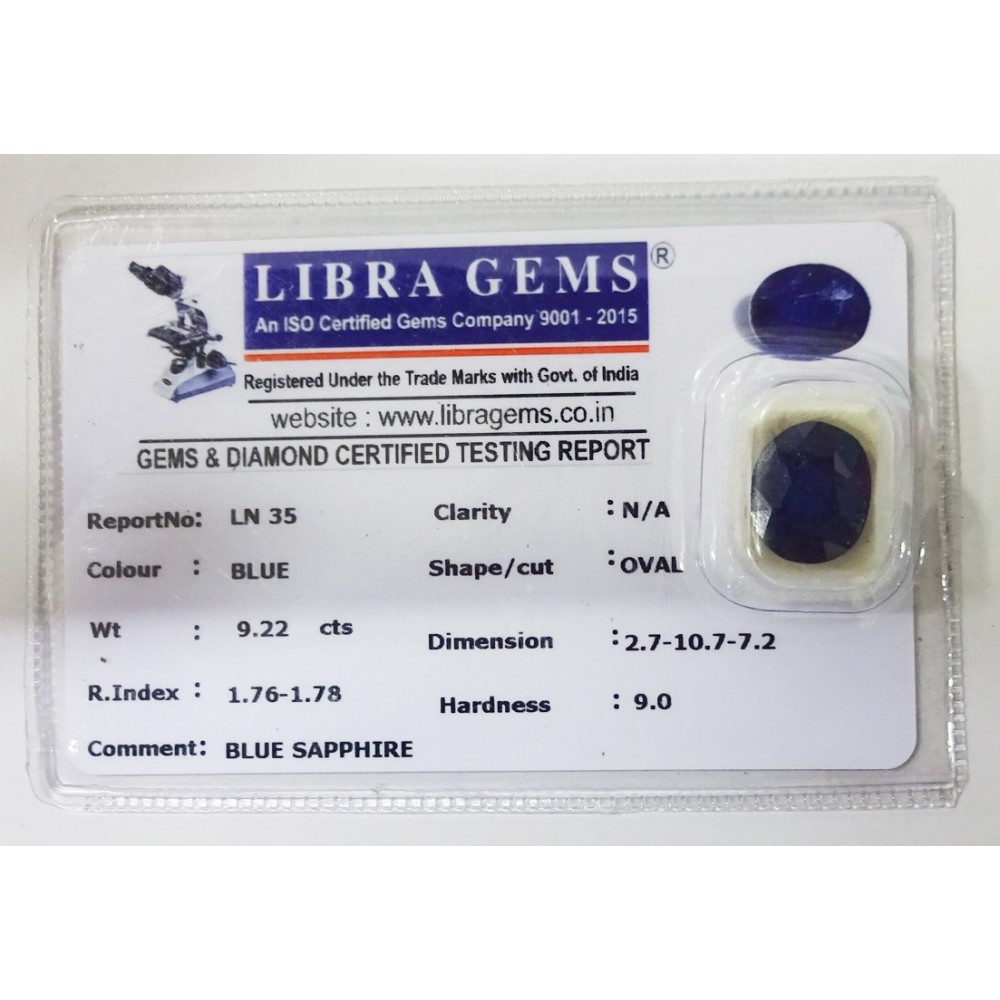 LIBRA GEMS ®
An ISO Certified Gems Company 9001 - 2015
Registered Under the Trade Marks with Govt. of India
website : www.libragems.co.in
GEMS & DIAMOND CERTIFIED TESTING REPORT
ReportNo: LN 35 Clarity : N/A
Colour : BLUE Shape/cut : OVAL
Wt : 9.22 cts Dimension : 2.7-10.7-7.2
R.Index : 1.76-1.78 Hardness : 9.0
Comment: BLUE SAPPHIRE